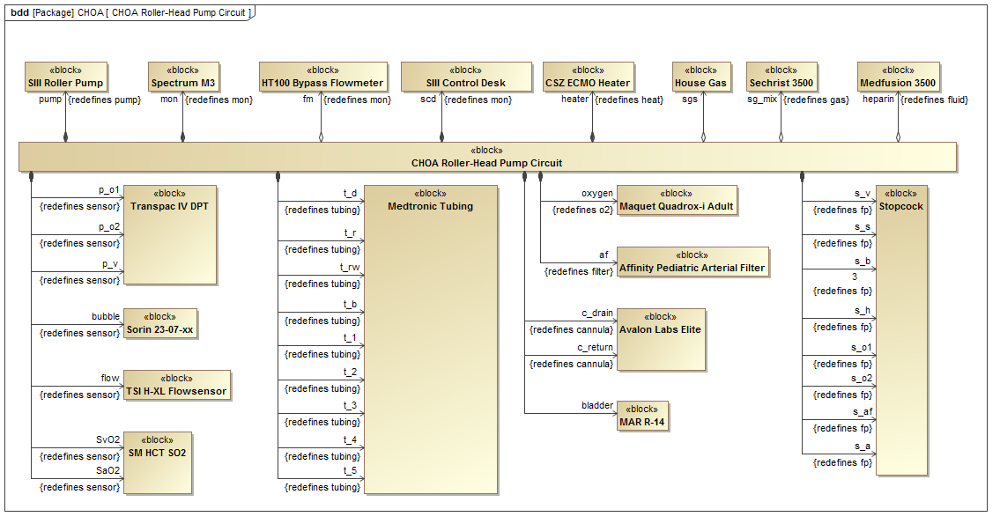 bdd [Package] CHOA [ CHOA Roller-Head Pump Circuit ]
«block»
SIII Roller Pump
«block»
Spectrum M3
«block»
HT100 Bypass Flowmeter
«block»
SIII Control Desk
«block»
CSZ ECMO Heater
«block»
House Gas
«block»
Sechrist 3500
«block»
Medfusion 3500
pump {redefines pump}
mon {redefines mon}
fm {redefines mon}
scd {redefines mon}
heater {redefines heat}
sgs
sg_mix {redefines gas}
heparin {redefines fluid}
«block»
CHOA Roller-Head Pump Circuit
p_o1
{redefines sensor}
p_o2
{redefines sensor}
p_v
{redefines sensor}
«block»
Transpac IV DPT
bubble
{redefines sensor}
«block»
Sorin 23-07-xx
flow
{redefines sensor}
«block»
TSI H-XL Flowsensor
SvO2
{redefines sensor}
SaO2
{redefines sensor}
«block»
SM HCT SO2
t_d
{redefines tubing}
t_r
{redefines tubing}
t_rw
{redefines tubing}
t_b
{redefines tubing}
t_1
{redefines tubing}
t_2
{redefines tubing}
t_3
{redefines tubing}
t_4
{redefines tubing}
t_5
{redefines tubing}
«block»
Medtronic Tubing
oxygen
{redefines o2}
«block»
Maquet Quadrox-i Adult
af
{redefines filter}
«block»
Affinity Pediatric Arterial Filter
c_drain
{redefines cannula}
c_return
{redefines cannula}
«block»
Avalon Labs Elite
bladder
«block»
MAR R-14
s_v
{redefines fp}
s_s
{redefines fp}
s_b
3
{redefines fp}
s_h
{redefines fp}
s_o1
{redefines fp}
s_o2
{redefines fp}
s_af
{redefines fp}
s_a
{redefines fp}
«block»
Stopcock